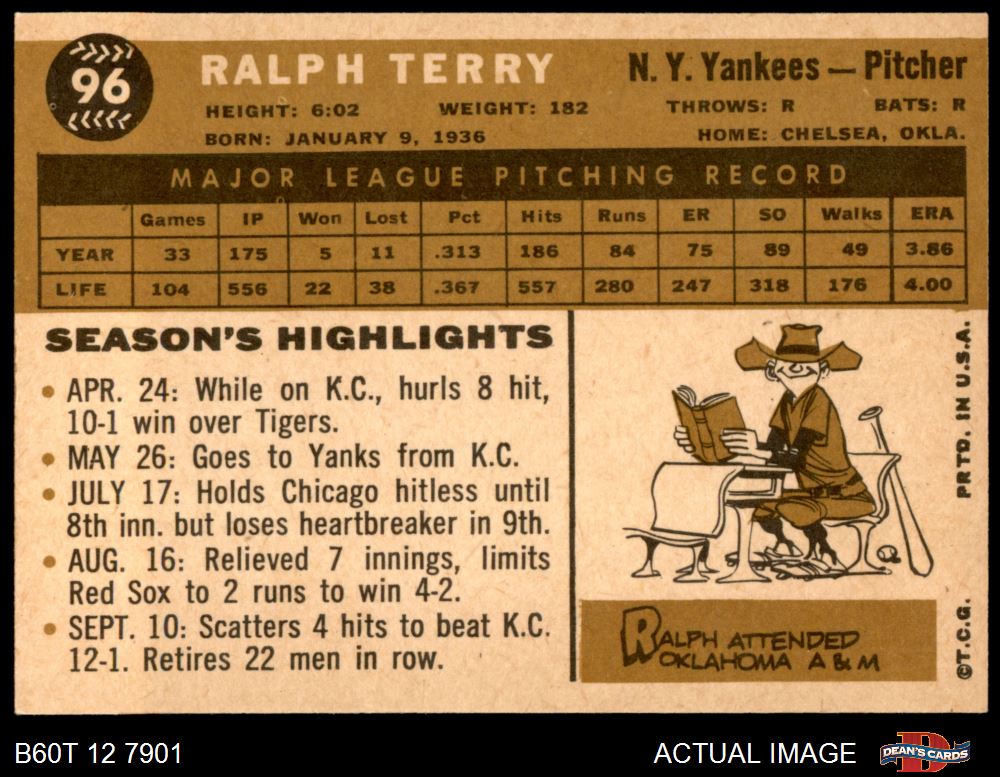 96
RALPH TERRY
N. Y. Yankees — Pitcher
HEIGHT: 6:02 WEIGHT: 182 THROWS: R BATS: R
BORN: JANUARY 9, 1936 HOME: CHELSEA, OKLA.
MAJOR LEAGUE PITCHING RECORD
Games IP Won Lost Pct Hits Runs ER SO Walks ERA
YEAR 33 175 5 11 .313 186 84 75 89 49 3.86
LIFE 104 556 22 38 .367 557 280 247 318 176 4.00
SEASON'S HIGHLIGHTS
• APR. 24: While on K.C., hurls 8 hit,
10-1 win over Tigers.
• MAY 26: Goes to Yanks from K.C.
• JULY 17: Holds Chicago hitless until
8th inn. but loses heartbreaker in 9th.
• AUG. 16: Relieved 7 innings, limits
Red Sox to 2 runs to win 4-2.
• SEPT. 10: Scatters 4 hits to beat K.C.
12-1. Retires 22 men in row.
RALPH ATTENDED
OKLAHOMA A & M
©T.C.G. PRTD. IN U.S.A.
B60T 12 7901
ACTUAL IMAGE
DEAN'S CARDS